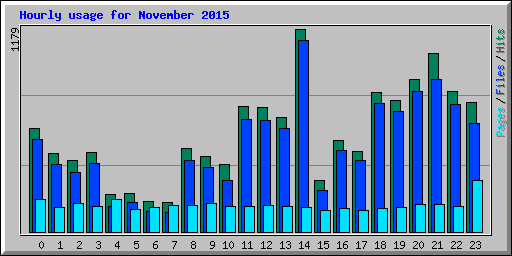 Hourly usage for November 2015
1179
Pages/Files/Hits
0 1 2 3 4 5 6 7 8 9 10 11 12 13 14 15 16 17 18 19 20 21 22 23